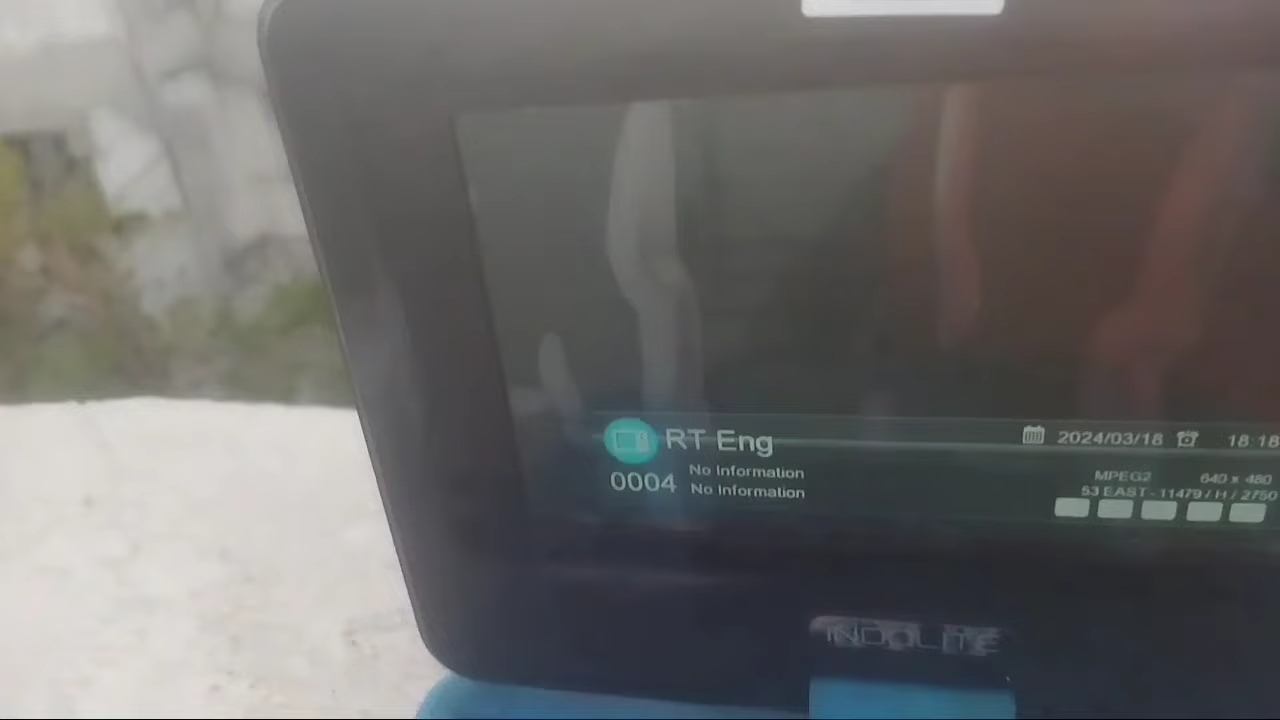 RT Eng
2024/03/18 18:18
0004
No Information
No Information
MPEG2 640 x 480
53 EAST - 11479 / H / 2750
INDOLITE